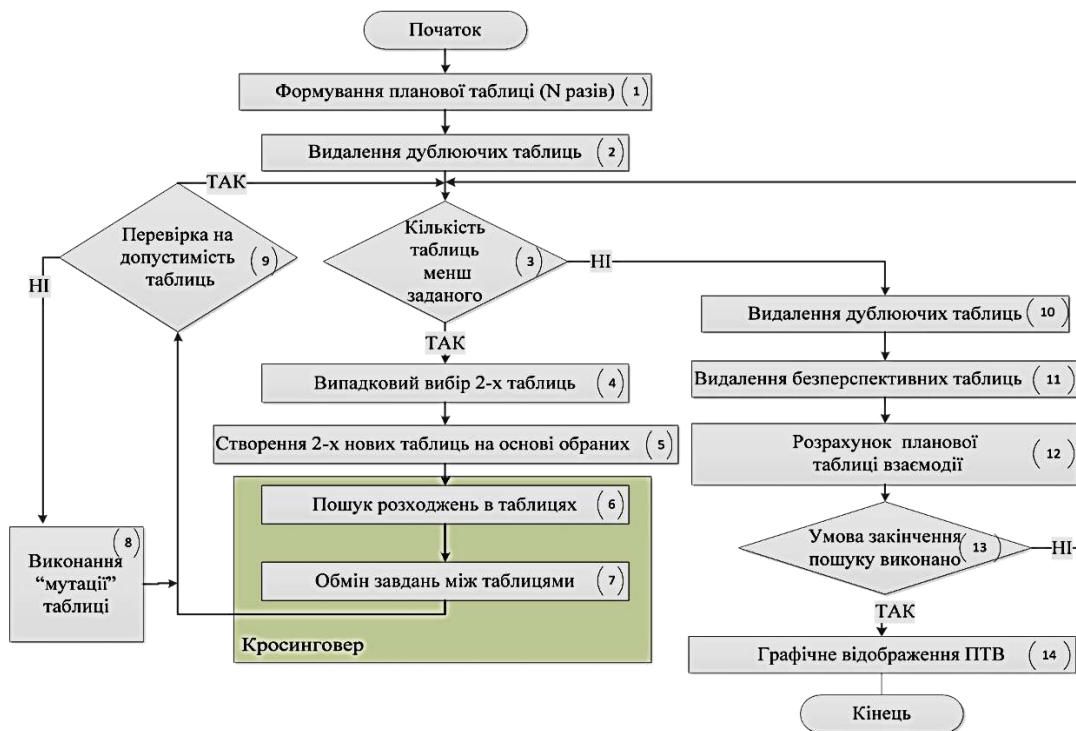 Початок
Формування планової таблиці (N разів) 1
Видалення дублюючих таблиць 2
ТАК
Перевірка на
допустимість
таблиць
9
НІ
Кількість
таблиць
менш
заданого
3
НІ
ТАК
Випадковий вибір 2-х таблиць 4
Створення 2-х нових таблиць на основі обраних 5
Пошук розходжень в таблицях 6
Обмін завдань між таблицями 7
Кросинговер
8
Виконання
“мутації”
таблиці
Видалення дублюючих таблиць 10
Видалення безперспективних таблиць 11
Розрахунок планової
таблиці взаємодії
12
Умова закінчення
пошуку виконано
13
НІ
ТАК
Графічне відображення ПТВ 14
Кінець